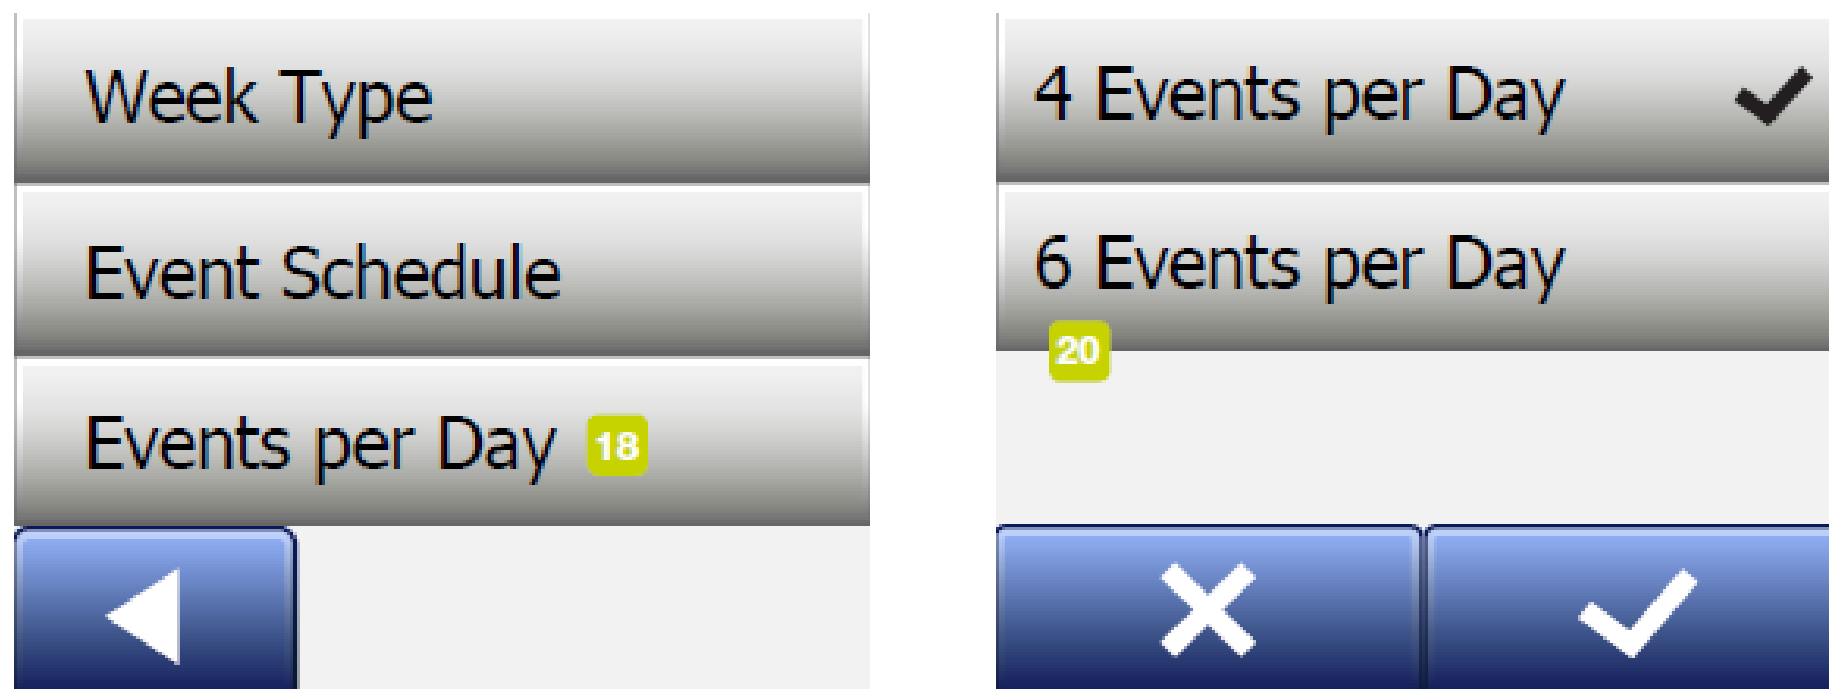 Week Type
Event Schedule
Events per Day 18
4 Events per Day
6 Events per Day
20